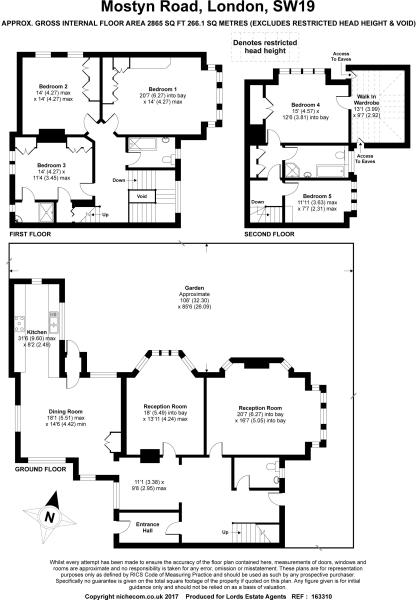 Mostyn Road, London, SW19
APPROX. GROSS INTERNAL FLOOR AREA 2865 SQ FT 266.1 SQ METRES (EXCLUDES RESTRICTED HEAD HEIGHT & VOID)
Denotes restricted
head height
Bedroom 2
14' (4.27) max
x 14' (4.27) max
Bedroom 1
20'7 (6.27) into bay
x 14' (4.27) max
Bedroom 3
14' (4.27)
x 11'4 (3.45) max
Down
Void
Up
FIRST FLOOR
Access
To Eaves
Bedroom 4
15' (4.57) x
12'6 (3.81) into bay
Walk In
Wardrobe
13'1 (3.99)
x 9'7 (2.92)
Access
To Eaves
Down
Bedroom 5
11'11 (3.63) max
x 7'7 (2.31) max
SECOND FLOOR
Garden
Approximate
106' (32.30)
x 85'6 (26.09)
Kitchen
31'6 (9.60) max
x 8'2 (2.49)
Dining Room
18'1 (5.51) max
x 14'6 (4.42) min
Reception Room
18' (5.49) into bay
x 13'11 (4.24) max
Reception Room
20'7 (6.27) into bay
x 16'7 (5.05) into bay
GROUND FLOOR
11'1 (3.38)
x 9'8 (2.95) max
Entrance
Hall
Up
N
Whilst every attempt has been made to ensure the accuracy of the floor plan contained here, measurements of doors, windows and
rooms are approximate and no responsibility is taken for any error, omission or misstatement. These plans are for representation
purposes only as defined by RICS Code of Measuring Practice and should be used as such by any prospective purchaser.
Specifically no guarantee is given on the total square footage of the property if quoted on this plan. Any figure given is for initial
guidance only and should not be relied on as a basis of valuation.
Copyright nichecom.co.uk 2017 Produced for Lords Estate Agents REF : 163310